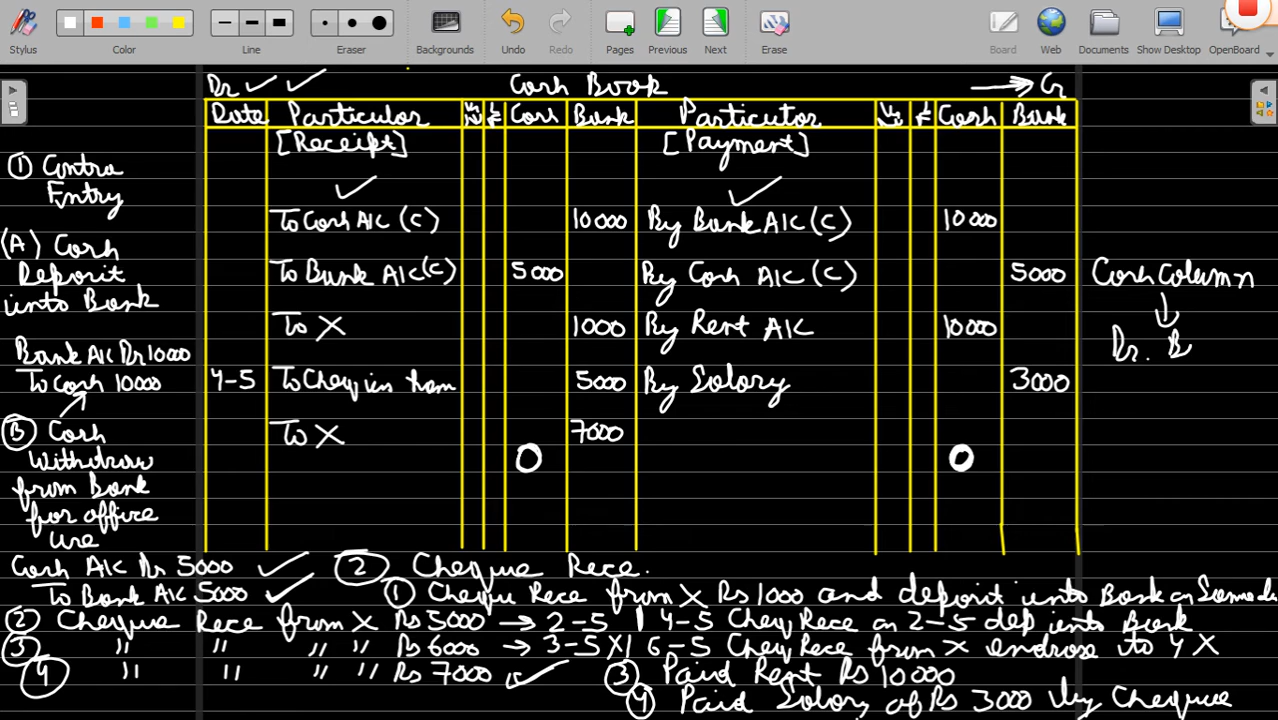 Stylus Color Line Eraser Backgrounds Undo Redo Pages Previous Next Erase Board Web Documents Show Desktop OpenBoard
Dr Cash Book Cr
Date Particular Cash Bank Particular Cash Bank
[Receipt] [Payment]
To Cash A/C (C) 10000 By Bank A/C (C) 10000
To Bank A/C (C) 5000 By Cash A/C (C) 5000
To X 1000 By Rent A/C 10000
4-5 To Cheq in ham 5000 By Salary 3000
To X 7000
0 0
① Contra
Entry
(A) Cash
Deposit
into Bank
Bank A/C Dr 10000
To Cash 10000
Ⓑ Cash
Withdraw
from Bank
for office
use
Cash A/C Dr 5000
To Bank A/C 5000
Cash Column
Dr. B
② Cheque Rece.
① Cheque Rece from X Rs 1000 and deposit into Bank on Same da
② Cheque Rece from X Rs 5000 → 2-5 | 4-5 Cheq Rece on 2-5 dep into Bank
③ " " " " Rs 6000 → 3-5 X | 6-5 Cheq Rece from X endrose to Y X
④ " " " " Rs 7000
③ Paid Rent Rs 10000
④ Paid Salary of Rs 3000 by Cheque